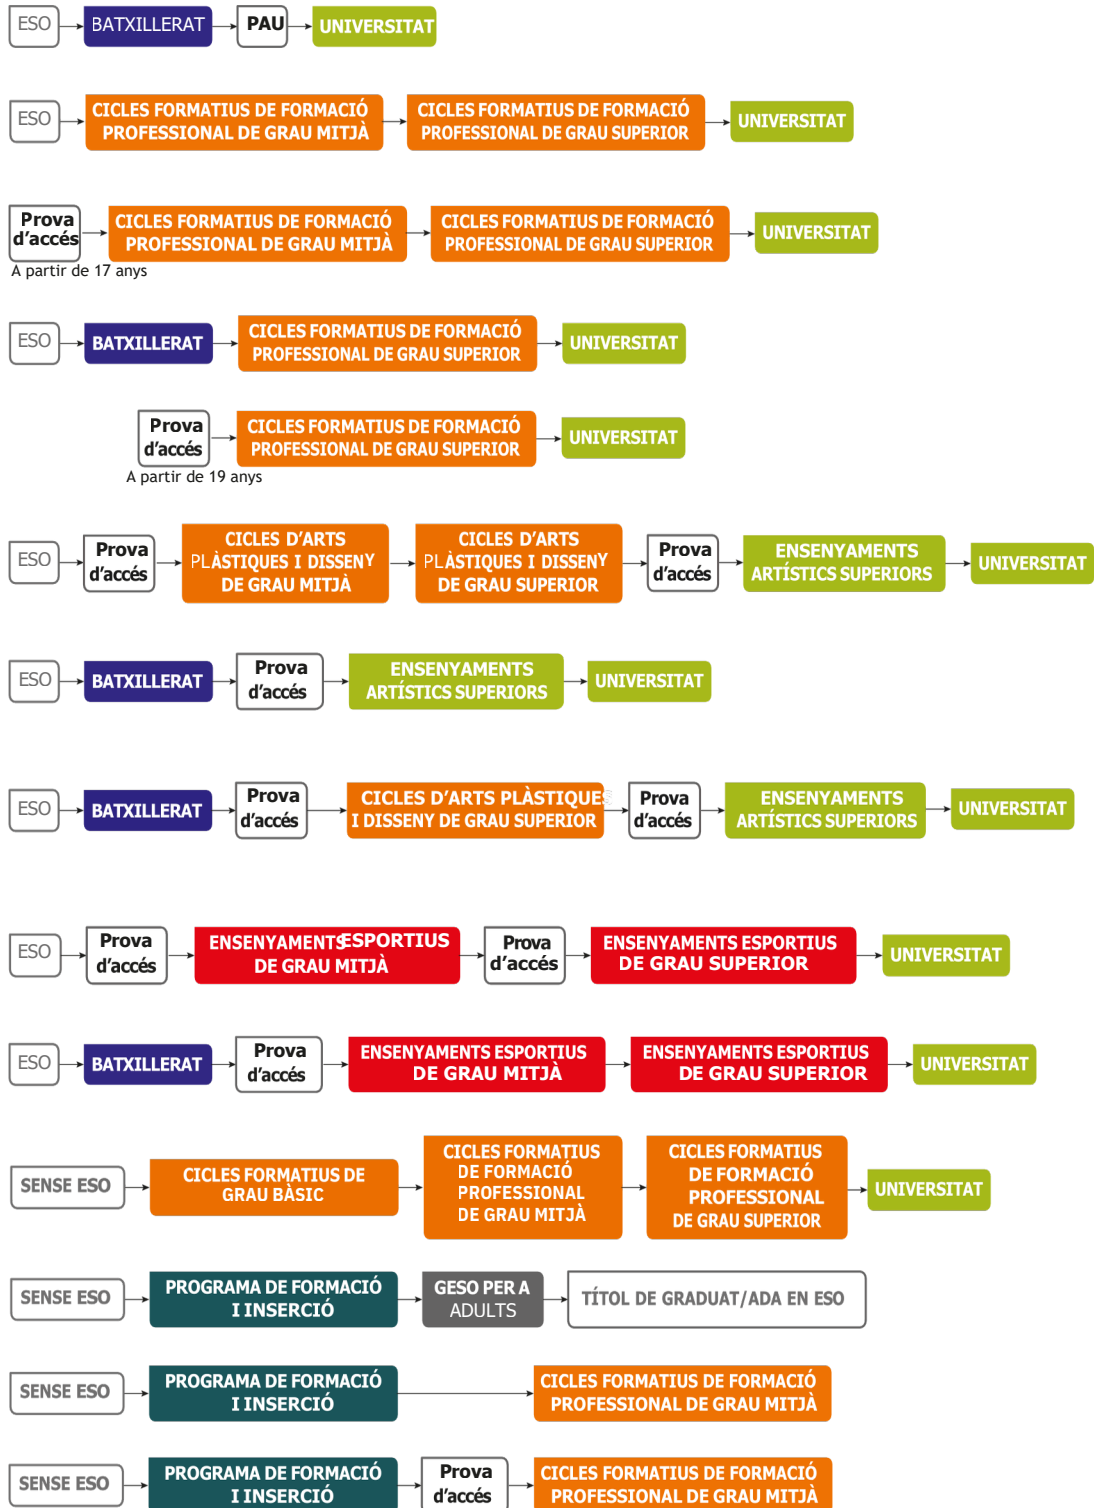 ESO BATXILLERAT PAU UNIVERSITAT
ESO
CICLES FORMATIUS DE FORMACIÓ
PROFESSIONAL DE GRAU MITJÀ
CICLES FORMATIUS DE FORMACIÓ
PROFESSIONAL DE GRAU SUPERIOR
UNIVERSITAT
Prova
d'accés
A partir de 17 anys
CICLES FORMATIUS DE FORMACIÓ
PROFESSIONAL DE GRAU MITJÀ
CICLES FORMATIUS DE FORMACIÓ
PROFESSIONAL DE GRAU SUPERIOR
UNIVERSITAT
ESO
BATXILLERAT
CICLES FORMATIUS DE FORMACIÓ
PROFESSIONAL DE GRAU SUPERIOR
UNIVERSITAT
Prova
d'accés
A partir de 19 anys
CICLES FORMATIUS DE FORMACIÓ
PROFESSIONAL DE GRAU SUPERIOR
UNIVERSITAT
ESO
Prova
d'accés
CICLES D'ARTS
PLÀSTIQUES I DISSENY
DE GRAU MITJÀ
CICLES D'ARTS
PLÀSTIQUES I DISSENY
DE GRAU SUPERIOR
Prova
d'accés
ENSENYAMENTS
ARTÍSTICS SUPERIORS
UNIVERSITAT
ESO
BATXILLERAT
Prova
d'accés
ENSENYAMENTS
ARTÍSTICS SUPERIORS
UNIVERSITAT
ESO
BATXILLERAT
Prova
d'accés
CICLES D'ARTS PLÀSTIQUES
I DISSENY DE GRAU SUPERIOR
Prova
d'accés
ENSENYAMENTS
ARTÍSTICS SUPERIORS
UNIVERSITAT
ESO
Prova
d'accés
ENSENYAMENTS ESPORTIUS
DE GRAU MITJÀ
Prova
d'accés
ENSENYAMENTS ESPORTIUS
DE GRAU SUPERIOR
UNIVERSITAT
ESO
BATXILLERAT
Prova
d'accés
ENSENYAMENTS ESPORTIUS
DE GRAU MITJÀ
ENSENYAMENTS ESPORTIUS
DE GRAU SUPERIOR
UNIVERSITAT
SENSE ESO
CICLES FORMATIUS DE
GRAU BÀSIC
CICLES FORMATIUS
DE FORMACIÓ
PROFESSIONAL
DE GRAU MITJÀ
CICLES FORMATIUS
DE FORMACIÓ
PROFESSIONAL
DE GRAU SUPERIOR
UNIVERSITAT
SENSE ESO
PROGRAMA DE FORMACIÓ
I INSERCIÓ
GESO PER A
ADULTS
TÍTOL DE GRADUAT/ADA EN ESO
SENSE ESO
PROGRAMA DE FORMACIÓ
I INSERCIÓ
CICLES FORMATIUS DE FORMACIÓ
PROFESSIONAL DE GRAU MITJÀ
SENSE ESO
PROGRAMA DE FORMACIÓ
I INSERCIÓ
Prova
d'accés
CICLES FORMATIUS DE FORMACIÓ
PROFESSIONAL DE GRAU MITJÀ